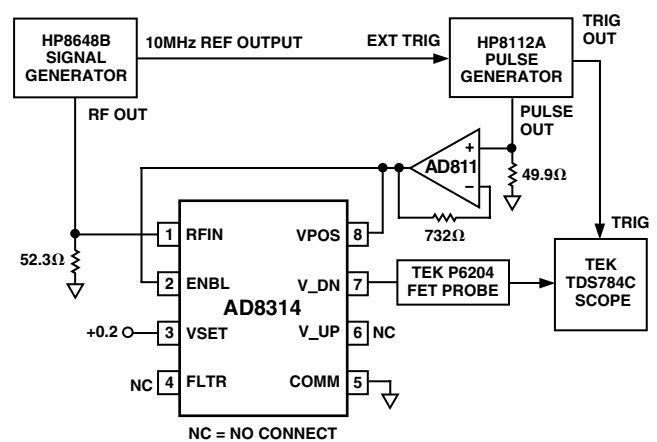 HP8648B
SIGNAL
GENERATOR
10MHz REF OUTPUT
EXT TRIG
HP8112A
PULSE
GENERATOR
TRIG
OUT
RF OUT
PULSE
OUT
+
AD811
–
49.9Ω
732Ω
TRIG
52.3Ω
1 RFIN
VPOS 8
2 ENBL
V_DN 7
AD8314
+0.2
3 VSET
V_UP 6 NC
NC 4 FLTR
COMM 5
TEK P6204
FET PROBE
TEK
TDS784C
SCOPE
NC = NO CONNECT